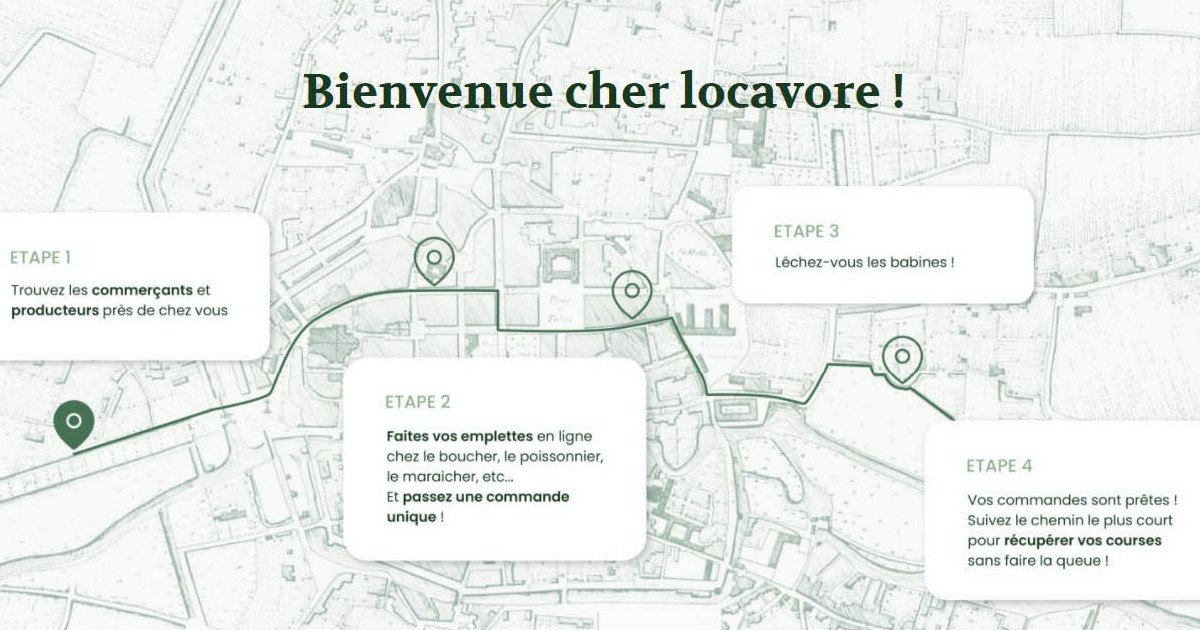 Bienvenue cher locavore !
ETAPE 1
Trouvez les commerçants et
producteurs près de chez vous
ETAPE 2
Faites vos emplettes en ligne
chez le boucher, le poissonnier,
le maraicher, etc...
Et passez une commande
unique !
ETAPE 3
Léchez-vous les babines !
ETAPE 4
Vos commandes sont prêtes !
Suivez le chemin le plus court
pour récupérer vos courses
sans faire la queue !